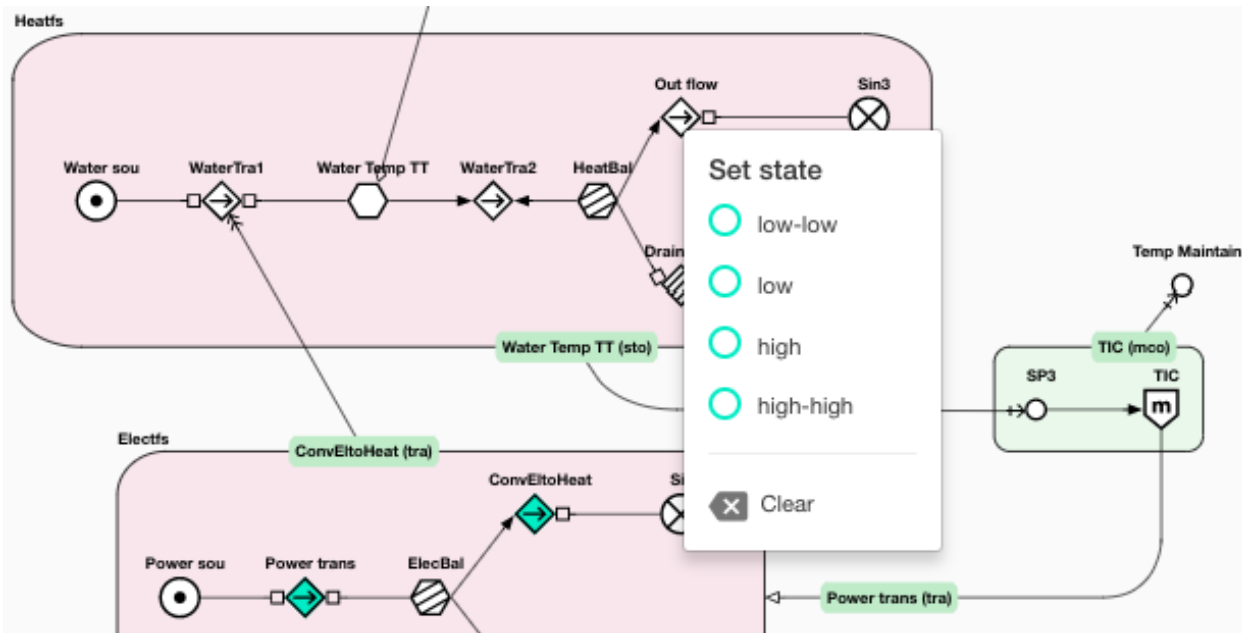 Heatfs
Out flow
Sin3
Water sou
WaterTra1
Water Temp TT
WaterTra2
HeatBal
Drain
Set state
low-low
low
high
high-high
Clear
Temp Maintain
Water Temp TT (sto)
TIC (mco)
SP3
TIC
m
Electfs
ConvEltoHeat (tra)
ConvEltoHeat
Si
Power sou
Power trans
ElecBal
Power trans (tra)